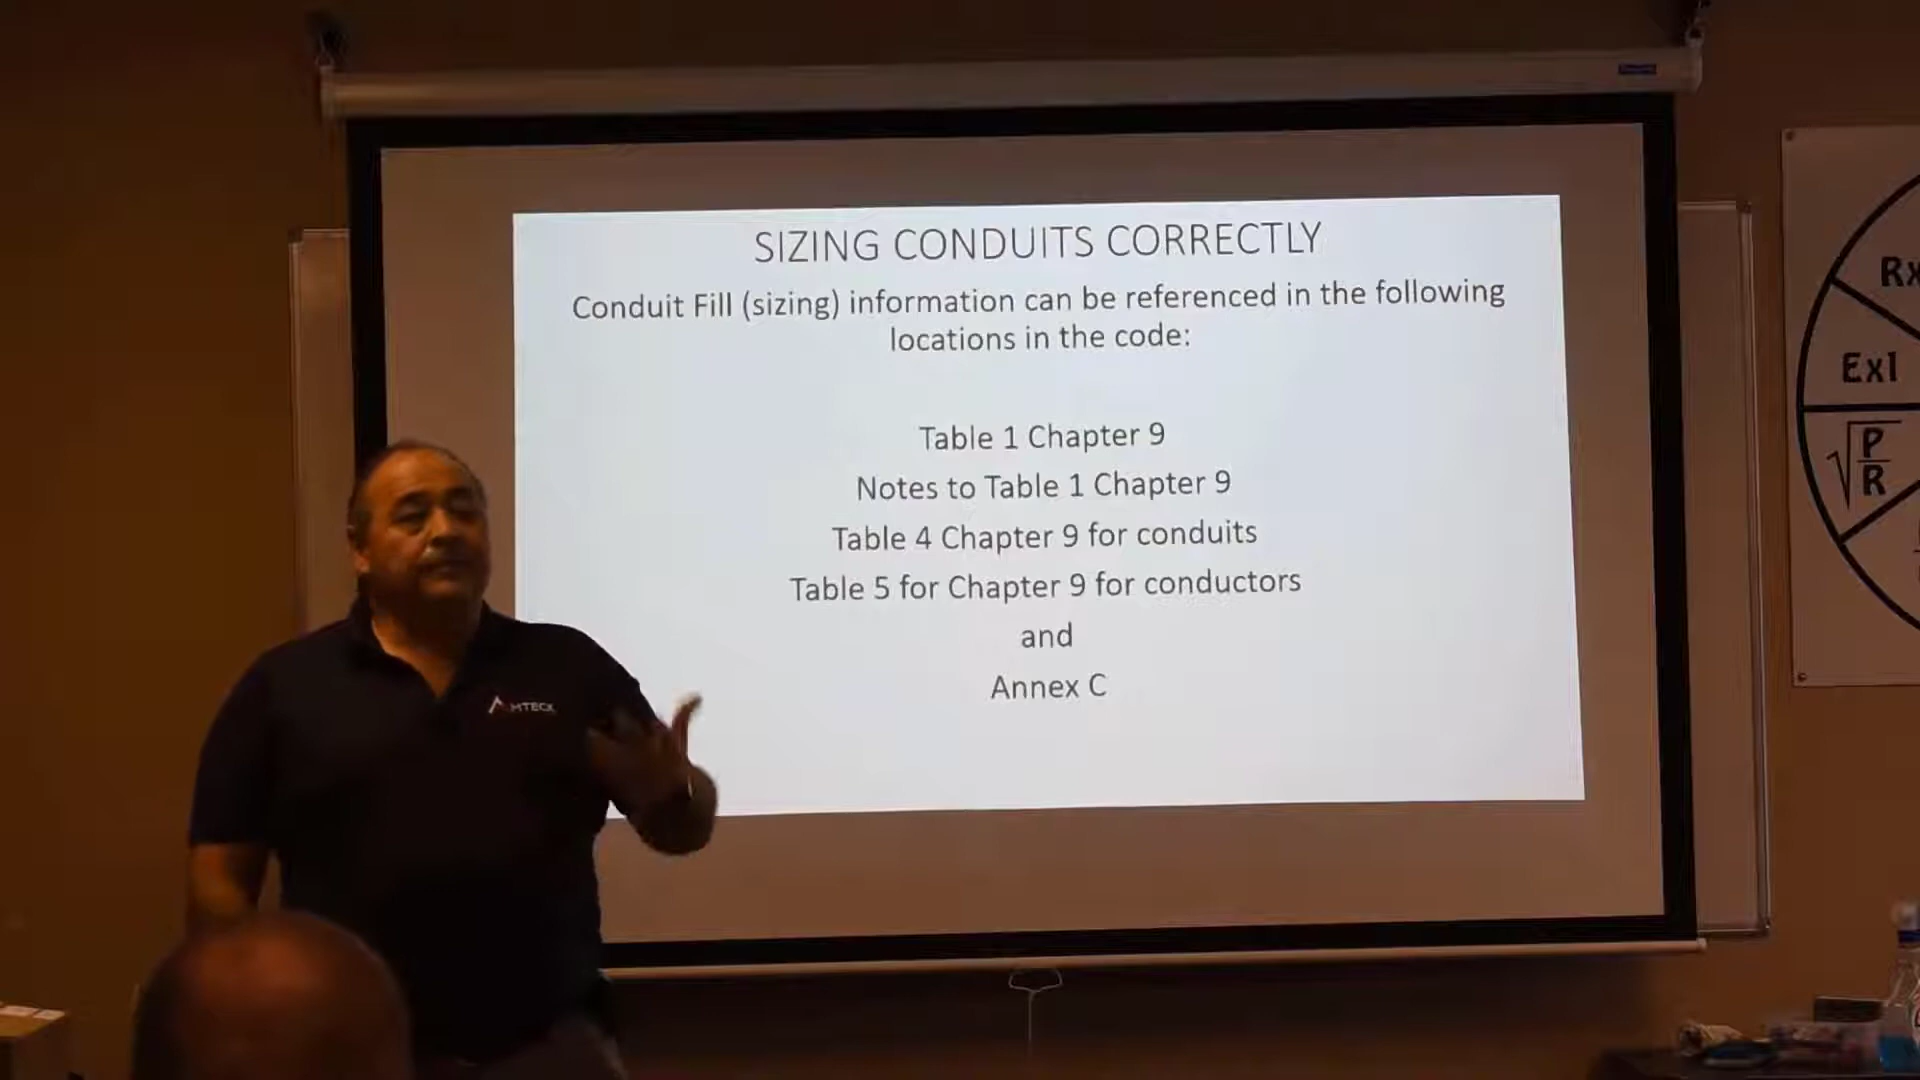 SIZING CONDUITS CORRECTLY
Conduit Fill (sizing) information can be referenced in the following
locations in the code:
Table 1 Chapter 9
Notes to Table 1 Chapter 9
Table 4 Chapter 9 for conduits
Table 5 for Chapter 9 for conductors
and
Annex C
AMTECK
Rx
ExI
√P/R